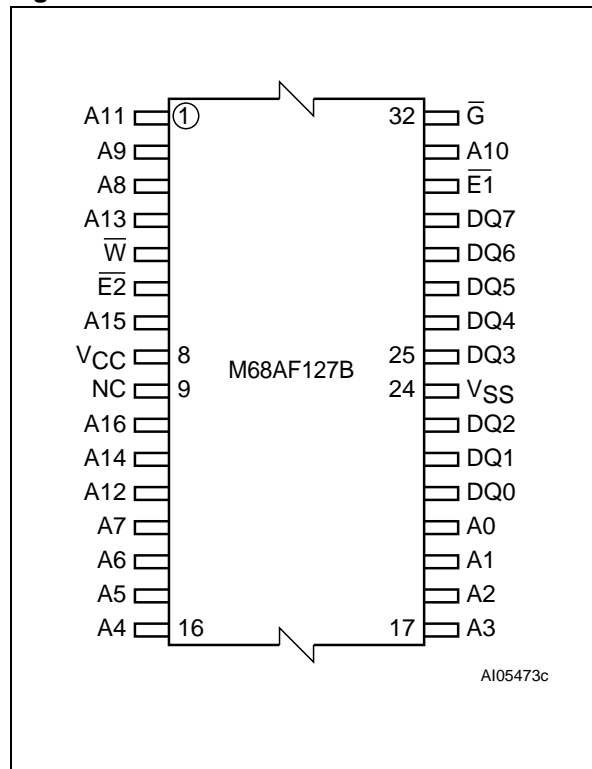 A11 1 32 G̅
A9 A10
A8 E̅1̅
A13 DQ7
W̅ DQ6
E̅2̅ DQ5
A15 DQ4
VCC 8 M68AF127B 25 DQ3
NC 9 24 VSS
A16 DQ2
A14 DQ1
A12 DQ0
A7 A0
A6 A1
A5 A2
A4 16 17 A3
AI05473c